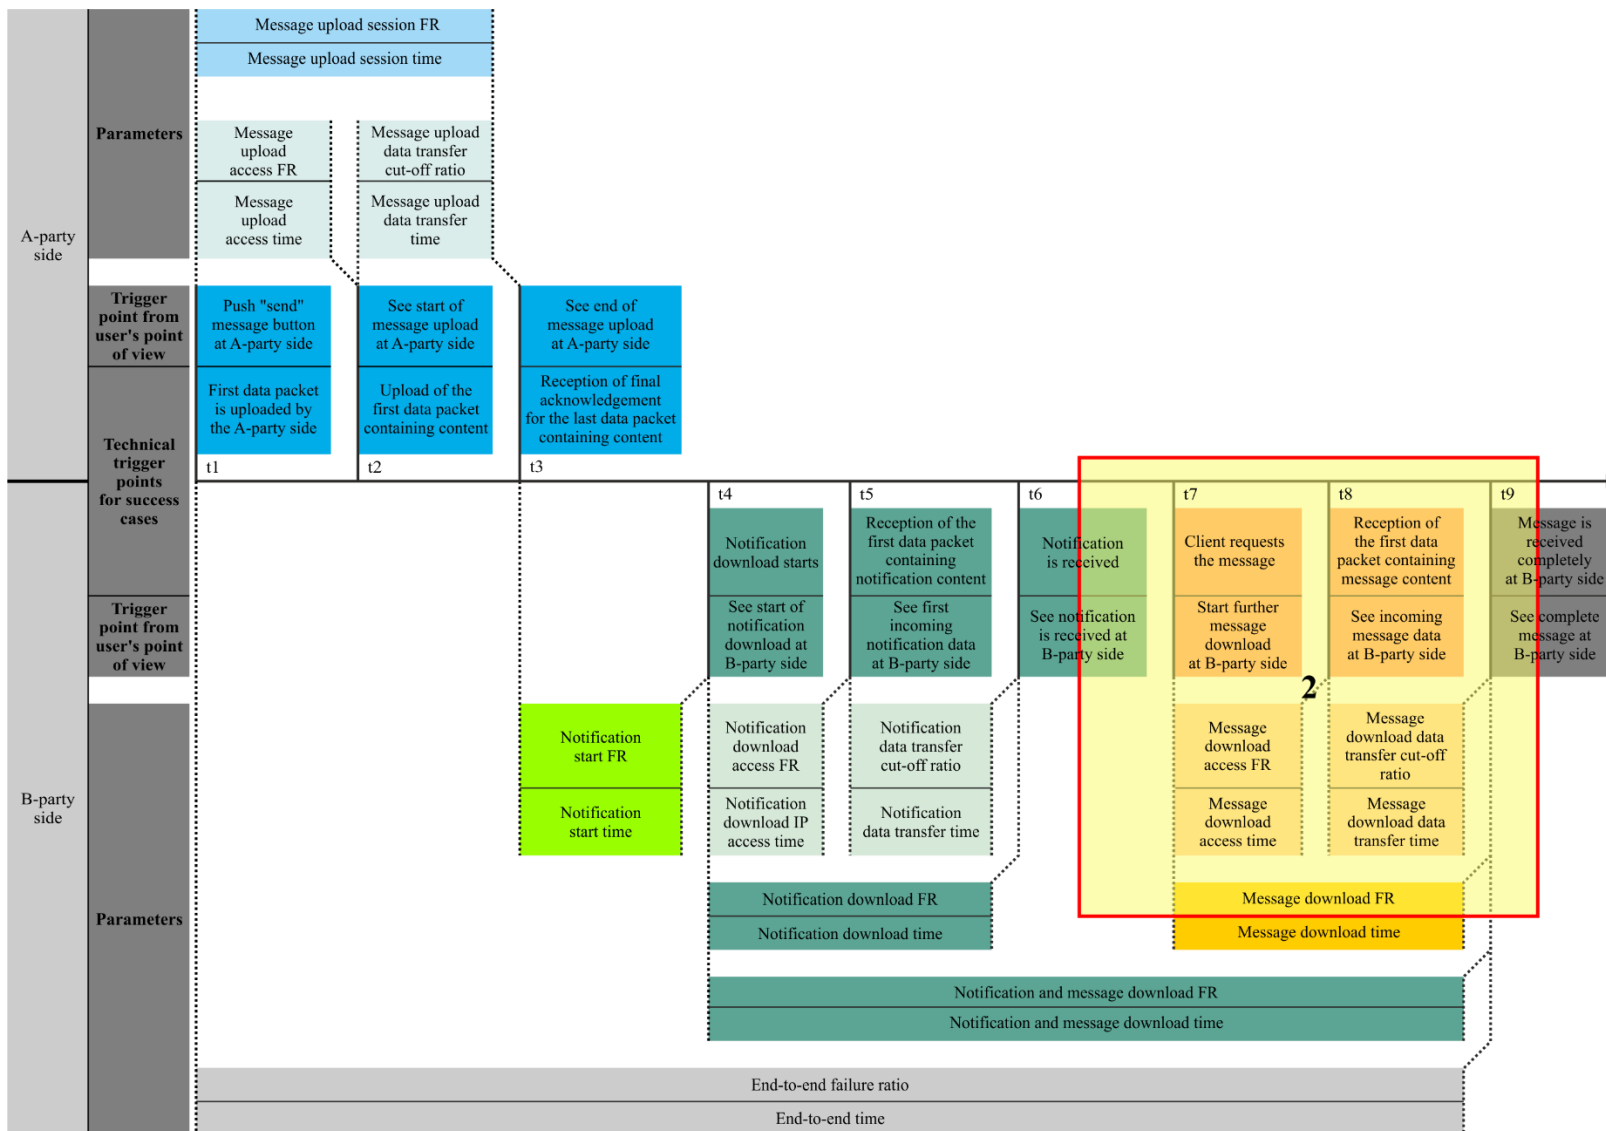 Message upload session FR
Message upload session time
Parameters
Message
upload
access FR
Message upload
data transfer
cut-off ratio
Message
upload
access time
Message upload
data transfer
time
A-party
side
Trigger
point from
user's point
of view
Push "send"
message button
at A-party side
See start of
message upload
at A-party side
See end of
message upload
at A-party side
First data packet
is uploaded by
the A-party side
Upload of the
first data packet
containing content
Reception of final
acknowledgement
for the last data packet
containing content
Technical
trigger
points
for success
cases
t1
t2
t3
t4
t5
t6
t7
t8
t9
Notification
download starts
Reception of the
first data packet
containing
notification content
Notification
is received
Client requests
the message
Reception of
the first data
packet containing
message content
Message is
received
completely
at B-party side
Trigger
point from
user's point
of view
See start of
notification
download at
B-party side
See first
incoming
notification data
at B-party side
See notification
is received at
B-party side
Start further
message
download
at B-party side
See incoming
message data
at B-party side
See complete
message at
B-party side
2
B-party
side
Parameters
Notification
start FR
Notification
download
access FR
Notification
data transfer
cut-off ratio
Message
download
access FR
Message
download data
transfer cut-off
ratio
Notification
start time
Notification
download IP
access time
Notification
data transfer time
Message
download
access time
Message
download data
transfer time
Notification download FR
Message download FR
Notification download time
Message download time
Notification and message download FR
Notification and message download time
End-to-end failure ratio
End-to-end time